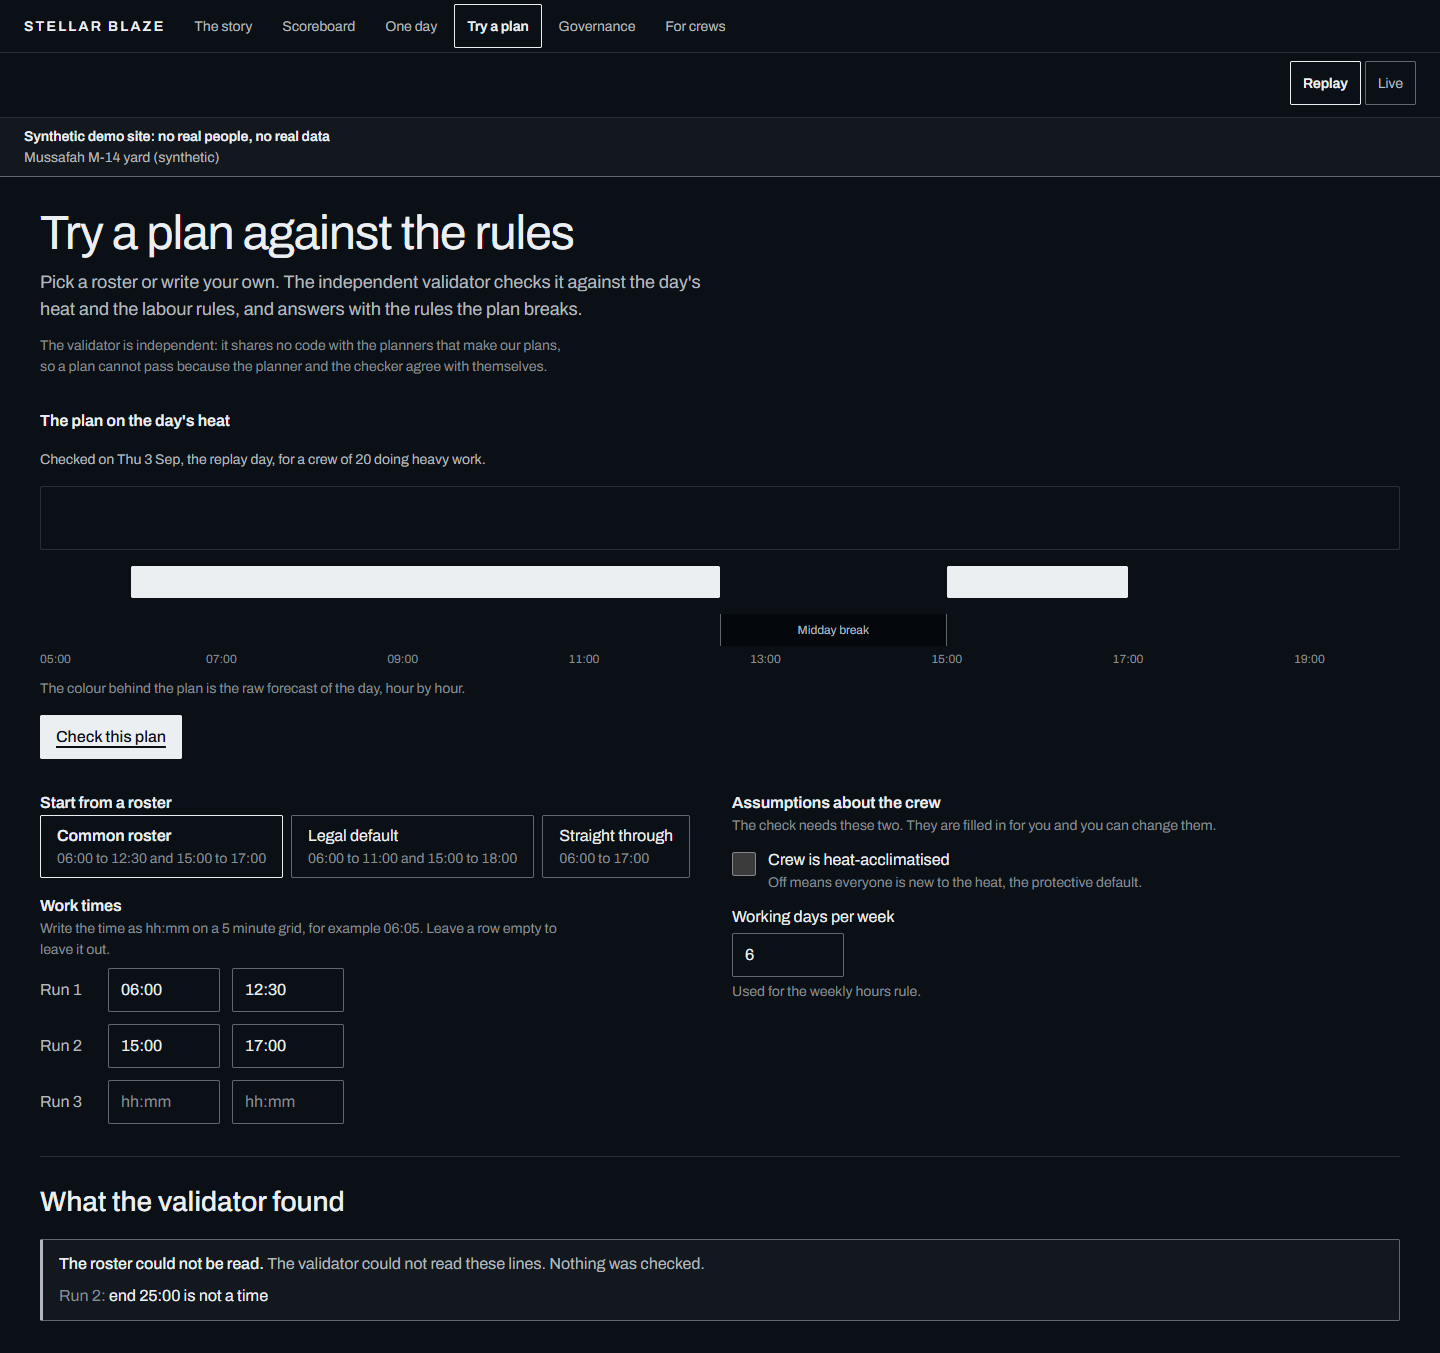 STELLAR BLAZE The story Scoreboard One day Try a plan Governance For crews
Replay Live
Synthetic demo site: no real people, no real data
Mussafah M-14 yard (synthetic)
Try a plan against the rules
Pick a roster or write your own. The independent validator checks it against the day's
heat and the labour rules, and answers with the rules the plan breaks.
The validator is independent: it shares no code with the planners that make our plans,
so a plan cannot pass because the planner and the checker agree with themselves.
The plan on the day's heat
Checked on Thu 3 Sep, the replay day, for a crew of 20 doing heavy work.
Midday break
05:00 07:00 09:00 11:00 13:00 15:00 17:00 19:00
The colour behind the plan is the raw forecast of the day, hour by hour.
Check this plan
Start from a roster
Common roster
06:00 to 12:30 and 15:00 to 17:00
Legal default
06:00 to 11:00 and 15:00 to 18:00
Straight through
06:00 to 17:00
Work times
Write the time as hh:mm on a 5 minute grid, for example 06:05. Leave a row empty to
leave it out.
Run 1 06:00 12:30
Run 2 15:00 17:00
Run 3 hh:mm hh:mm
Assumptions about the crew
The check needs these two. They are filled in for you and you can change them.
Crew is heat-acclimatised
Off means everyone is new to the heat, the protective default.
Working days per week
6
Used for the weekly hours rule.
What the validator found
The roster could not be read. The validator could not read these lines. Nothing was checked.
Run 2: end 25:00 is not a time